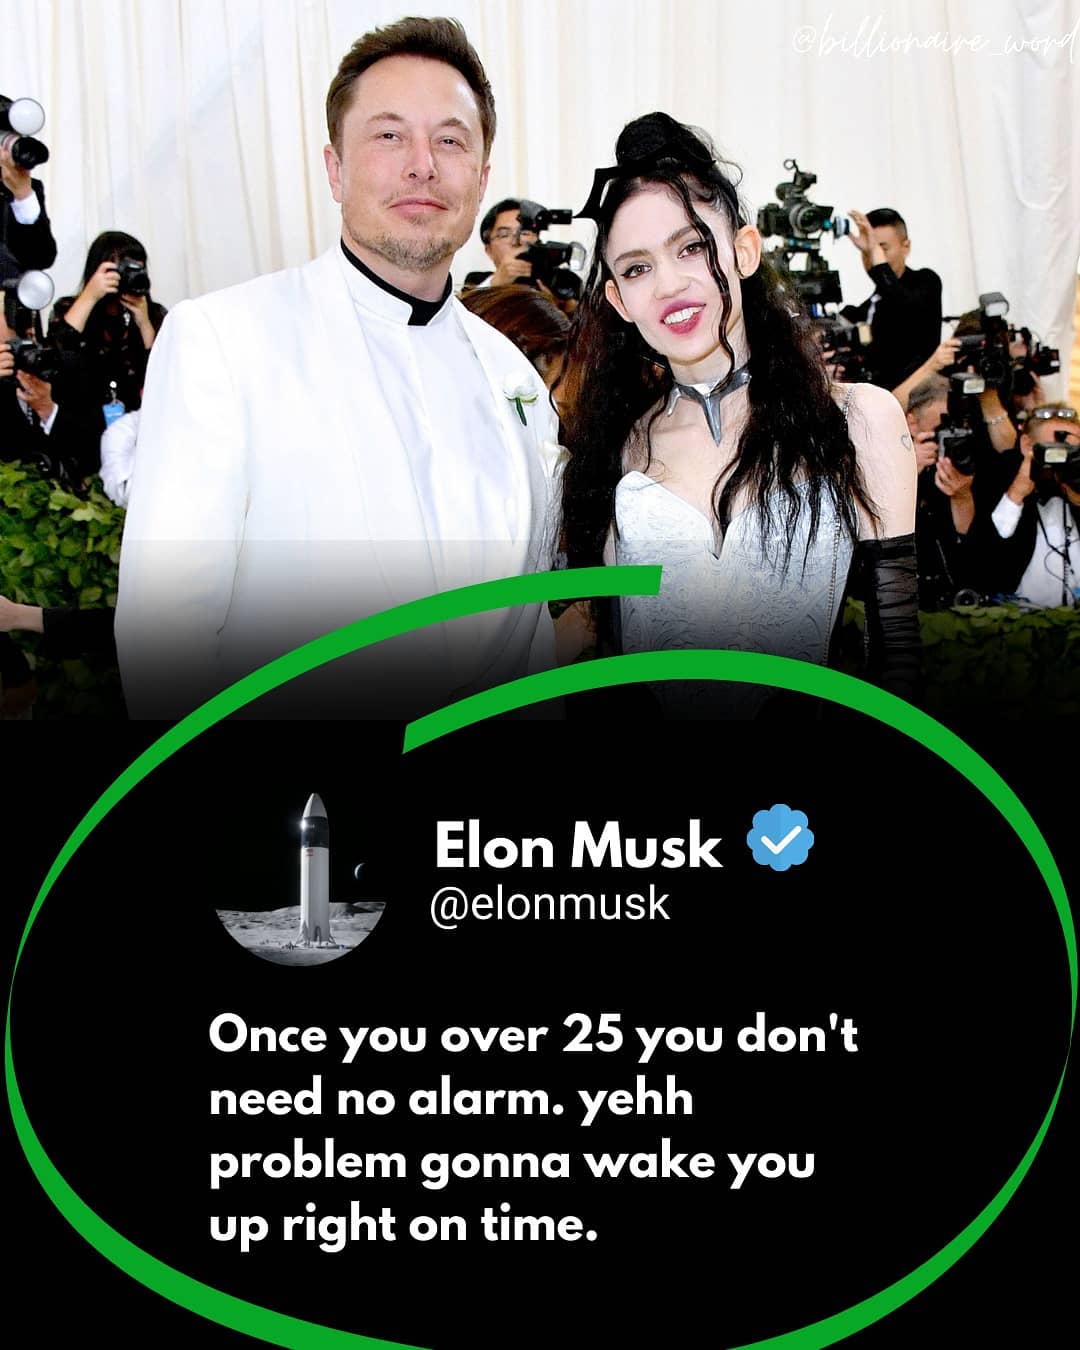 @billionaire_word
Elon Musk
@elonmusk
Once you over 25 you don't
need no alarm. yehh
problem gonna wake you
up right on time.